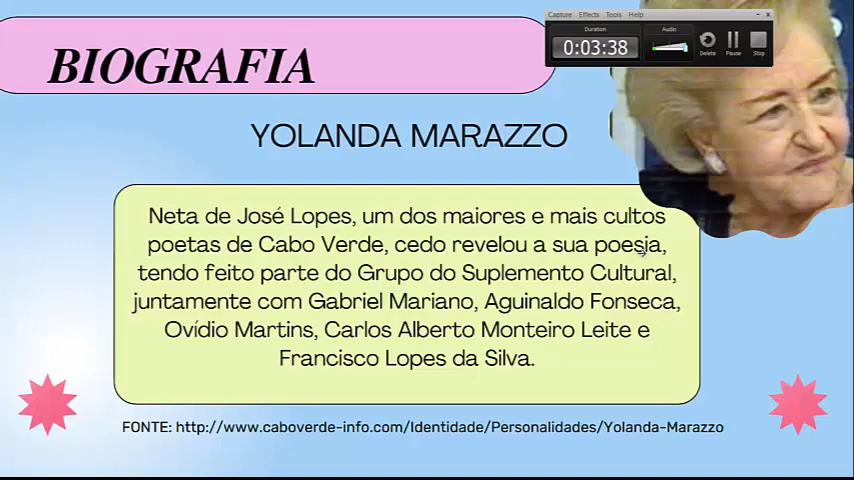 Capture Effects Tools Help
Duration
Audio
0:03:38
Delete
Pause
Stop
BIOGRAFIA
YOLANDA MARAZZO
Neta de José Lopes, um dos maiores e mais cultos
poetas de Cabo Verde, cedo revelou a sua poesia,
tendo feito parte do Grupo do Suplemento Cultural,
juntamente com Gabriel Mariano, Aguinaldo Fonseca,
Ovídio Martins, Carlos Alberto Monteiro Leite e
Francisco Lopes da Silva.
FONTE: http://www.caboverde-info.com/Identidade/Personalidades/Yolanda-Marazzo